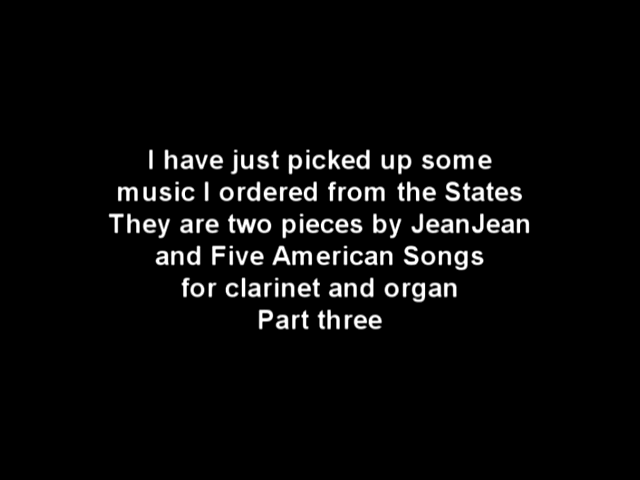 I have just picked up some
music I ordered from the States
They are two pieces by JeanJean
and Five American Songs
for clarinet and organ
Part three